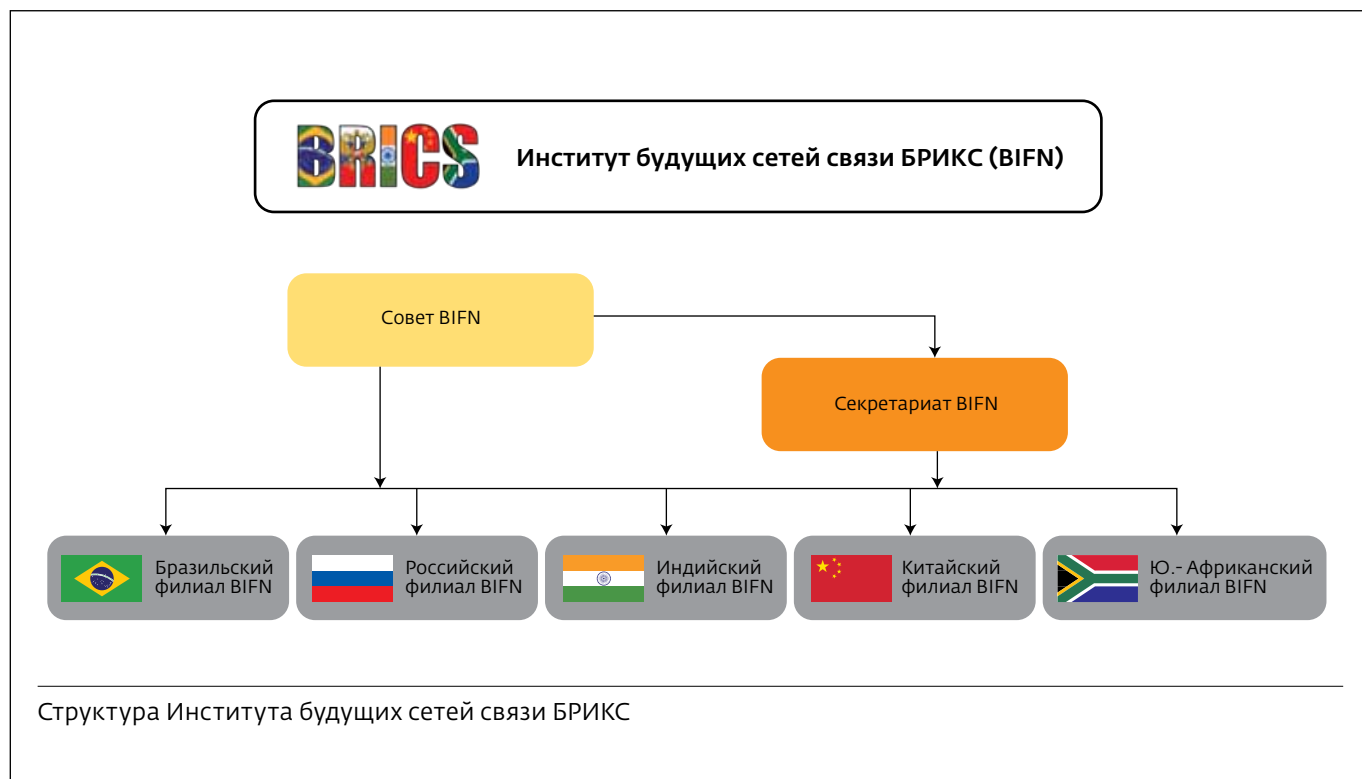 BRICS
Институт будущих сетей связи БРИКС (BIFN)
Совет BIFN
Секретариат BIFN
Бразильский
филиал BIFN
Российский
филиал BIFN
Индийский
филиал BIFN
Китайский
филиал BIFN
Ю.- Африканский
филиал BIFN
Структура Института будущих сетей связи БРИКС